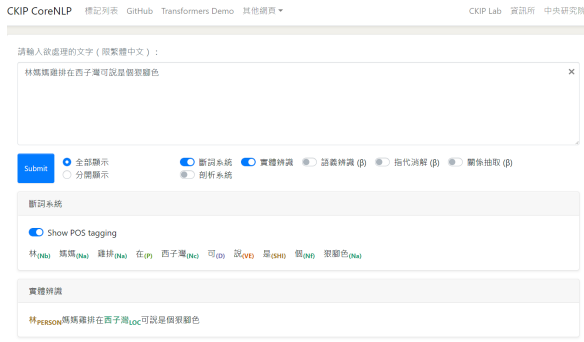 CKIP CoreNLP 標記列表 GitHub Transformers Demo 其他網頁 CKIP Lab 資訊所 中央研究院
請輸入欲處理的文字(限繁體中文):
林媽媽雞排在西子灣可說是個狠腳色 ×
Submit 全部顯示 斷詞系統 實體辨識 語義辨識 (β) 指代消解 (β) 關係抽取 (β)
分開顯示 剖析系統
斷詞系統
Show POS tagging
林(Nb) 媽媽(Na) 雞排(Na) 在(P) 西子灣(Nc) 可(D) 說(VE) 是(SHI) 個(Nf) 狠腳色(Na)
實體辨識
林PERSON媽媽雞排在西子灣LOC可說是個狠腳色